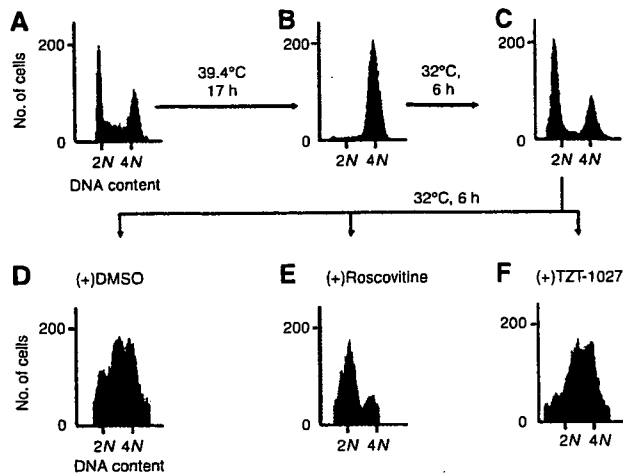 A
B
C
No. of cells
200
0
2N 4N
DNA content
39.4°C
17 h
200
0
2N 4N
32°C,
6 h
200
0
2N 4N
32°C, 6 h
D (+)DMSO
E (+)Roscovitine
F (+)TZT-1027
No. of cells
200
0
2N 4N
DNA content
200
0
2N 4N
200
0
2N 4N